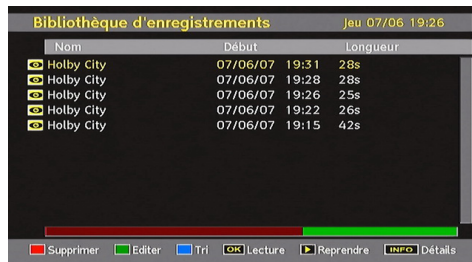 Bibliothèque d'enregistrements Jeu 07/06 19:26
Nom Début Longueur
Holby City 07/06/07 19:31 28s
Holby City 07/06/07 19:28 28s
Holby City 07/06/07 19:26 25s
Holby City 07/06/07 19:22 26s
Holby City 07/06/07 19:15 42s
Supprimer Editer Tri OK Lecture Reprendre INFO Détails